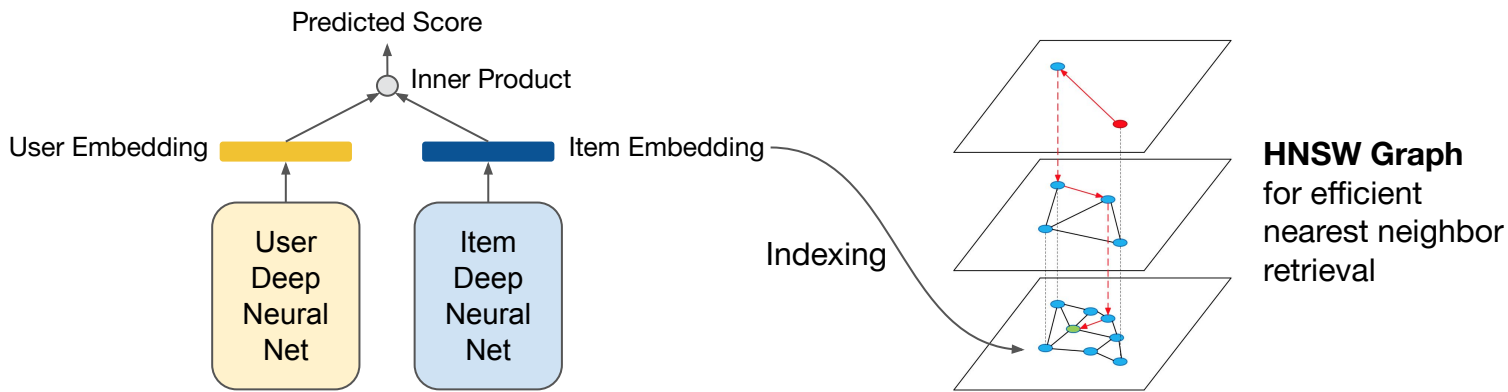 Predicted Score
Inner Product
User Embedding
Item Embedding
User
Deep
Neural
Net
Item
Deep
Neural
Net
Indexing
HNSW Graph
for efficient
nearest neighbor
retrieval